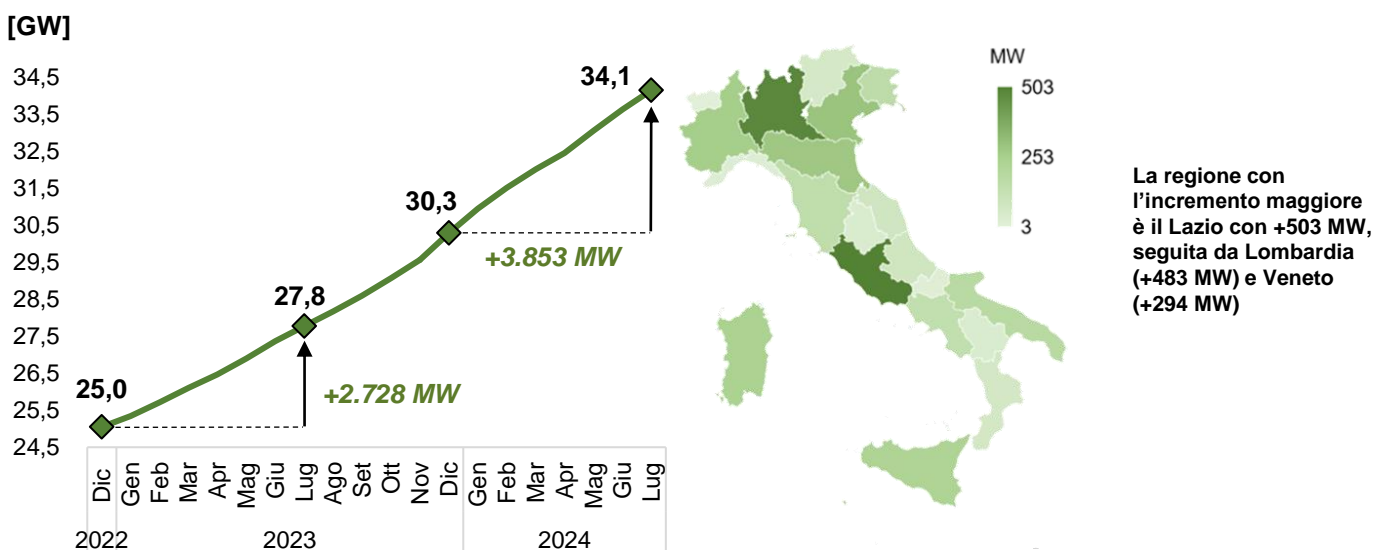 [GW]
34,5
33,5
32,5
31,5
30,5
29,5
28,5
27,5
26,5
25,5
24,5
25,0
27,8
30,3
34,1
+2.728 MW
+3.853 MW
Dic Gen Feb Mar Apr Mag Giu Lug Ago Set Ott Nov Dic Gen Feb Mar Apr Mag Giu Lug
2022 2023 2024
MW
503
253
3
La regione con
l'incremento maggiore
è il Lazio con +503 MW,
seguita da Lombardia
(+483 MW) e Veneto
(+294 MW)